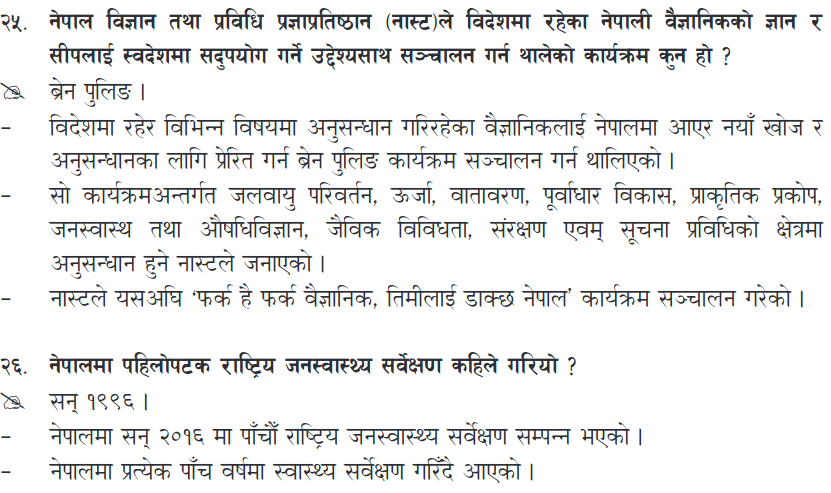 २५. नेपाल विज्ञान तथा प्रविधि प्रज्ञाप्रतिष्ठान (नास्ट)ले विदेशमा रहेका नेपाली वैज्ञानिकको ज्ञान र
सीपलाई स्वदेशमा सदुपयोग गर्ने उद्देश्यसाथ सञ्चालन गर्न थालेको कार्यक्रम कुन हो ?
ब्रेन पुलिङ ।
– विदेशमा रहेर विभिन्न विषयमा अनुसन्धान गरिरहेका वैज्ञानिकलाई नेपालमा आएर नयाँ खोज र
अनुसन्धानका लागि प्रेरित गर्न ब्रेन पुलिङ कार्यक्रम सञ्चालन गर्न थालिएको ।
– सो कार्यक्रमअन्तर्गत जलवायु परिवर्तन, ऊर्जा, वातावरण, पूर्वाधार विकास, प्राकृतिक प्रकोप,
जनस्वास्थ तथा औषधिविज्ञान, जैविक विविधता, संरक्षण एवम् सूचना प्रविधिको क्षेत्रमा
अनुसन्धान हुने नास्टले जनाएको ।
– नास्टले यसअघि ‘फर्क है फर्क वैज्ञानिक, तिमीलाई डाक्छ नेपाल’ कार्यक्रम सञ्चालन गरेको ।
२६. नेपालमा पहिलोपटक राष्ट्रिय जनस्वास्थ्य सर्वेक्षण कहिले गरियो ?
सन् १९९६ ।
– नेपालमा सन् २०१६ मा पाँचौँ राष्ट्रिय जनस्वास्थ्य सर्वेक्षण सम्पन्न भएको ।
– नेपालमा प्रत्येक पाँच वर्षमा स्वास्थ्य सर्वेक्षण गरिँदै आएको ।